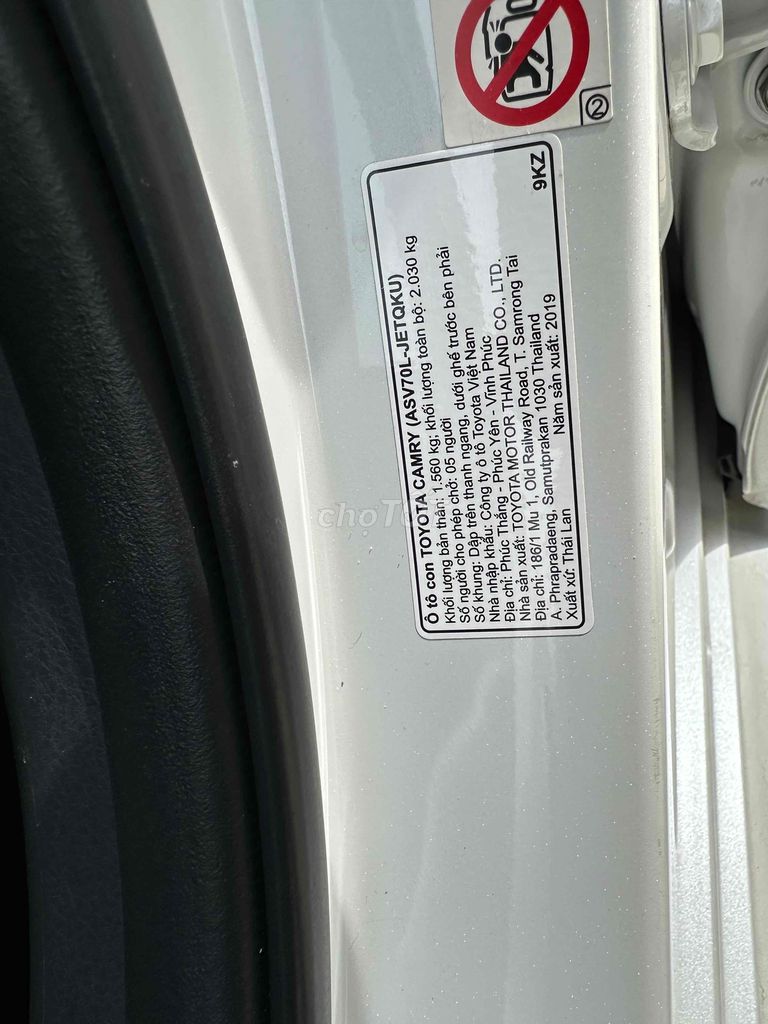 Ô tô con TOYOTA CAMRY (ASV70L-JETQKU)
Khối lượng bản thân: 1.560 kg; khối lượng toàn bộ: 2.030 kg
Số người cho phép chở: 05 người
Số khung: Dập trên thanh ngang, dưới ghế trước bên phải
Nhà nhập khẩu: Công ty ô tô Toyota Việt Nam
Địa chỉ: Phúc Thắng - Phúc Yên - Vĩnh Phúc
Nhà sản xuất: TOYOTA MOTOR THAILAND CO., LTD.
Địa chỉ: 186/1 Mu 1, Old Railway Road, T. Samrong Tai
A. Phrapradaeng, Samutprakan 1030 Thailand
Xuất xứ: Thái Lan Năm sản xuất: 2019
9KZ
2